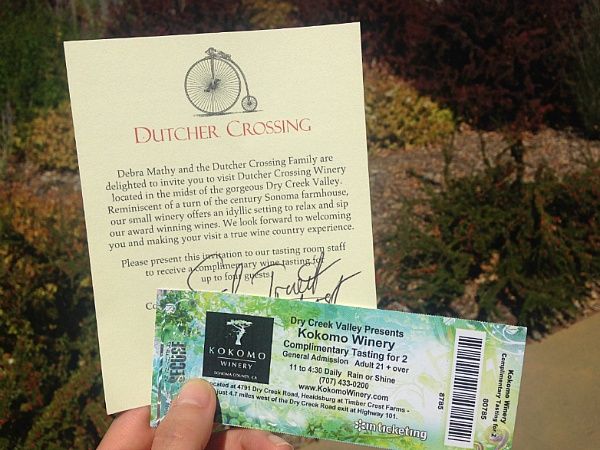 DUTCHER CROSSING
Debra Mathy and the Dutcher Crossing Family are
delighted to invite you to visit Dutcher Crossing Winery
located in the midst of the gorgeous Dry Creek Valley.
Reminiscent of a turn of the century Sonoma farmhouse,
our small winery offers an idyllic setting to relax and sip
our award winning wines. We look forward to welcoming
you and making your visit a true wine country experience.
Please present this invitation to our tasting room staff
to receive a complimentary wine tasting for
up to four guests.
Co
KOKOMO
WINERY
SONOMA COUNTY, CA
Dry Creek Valley Presents
Kokomo Winery
Complimentary Tasting for 2
General Admission Adult 21 + over
11 to 4:30 Daily Rain or Shine
(707) 433-0200
www.KokomoWinery.com
located at 4791 Dry Creek Road, Healdsburg at Timber Crest Farms -
just 4.7 miles west of the Dry Creek Road exit at Highway 101.
in ticketing
8785
Kokomo Winery
Complimentary Tasting for 2
80785